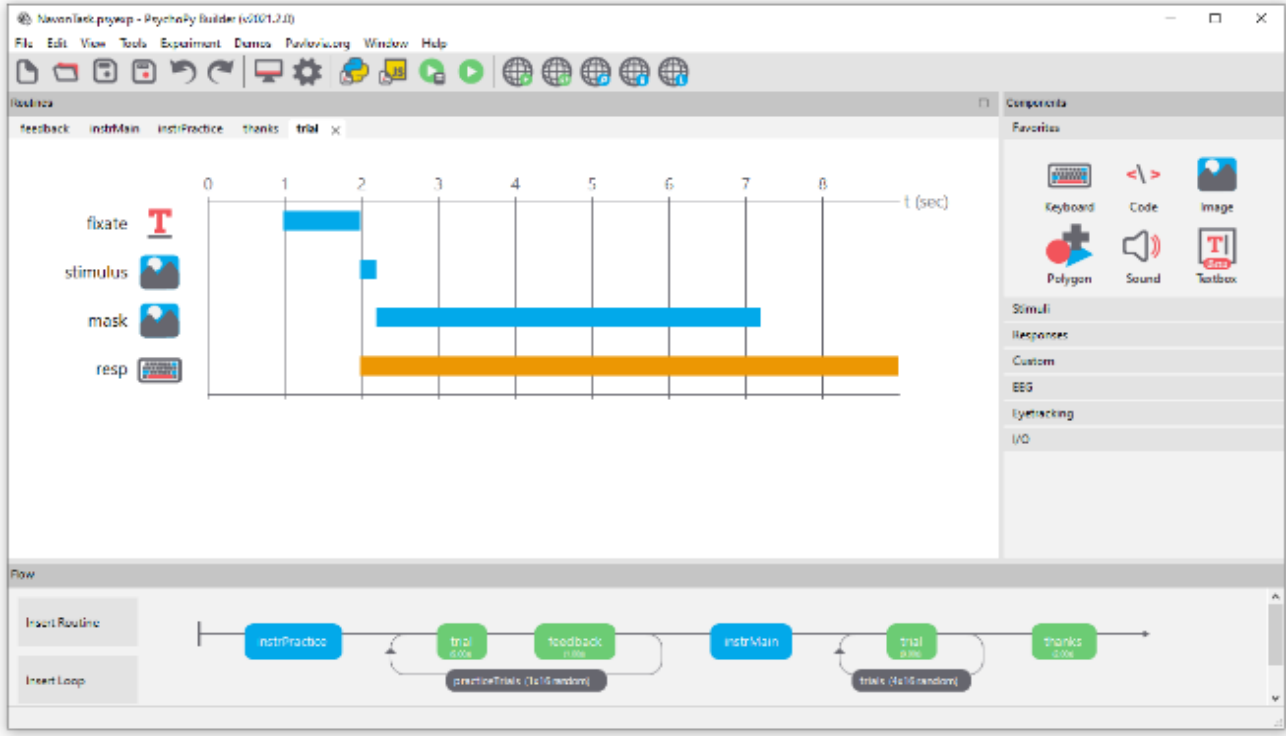 NavonTask.psyexp - PsychoPy Builder (v2021.2.0)
File Edit View Tools Experiment Demos Pavlovia.org Window Help
JS
Routines
Components
feedback instrMain instrPractice thanks trial
Favorites
0 1 2 3 4 5 6 7 8
t (sec)
Keyboard Code Image
fixate T
stimulus
mask
resp
Polygon Sound Textbox
Stimuli
Responses
Custom
EEG
Eyetracking
I/O
Flow
Insert Routine
instrPractice trial feedback instrMain trial thanks
practiceTrials (1x16 random) trials (4x16 random)
Insert Loop